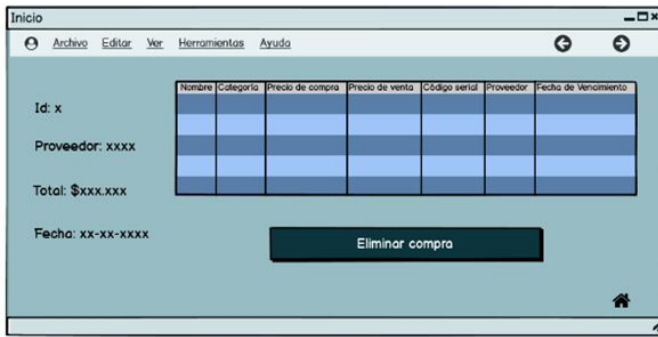 Inicio
Archivo Editar Ver Herramientas Ayuda
Nombre Categoría Precio de compra Precio de venta Código serial Proveedor Fecha de Vencimiento
Id: x
Proveedor: xxxx
Total: $xxx.xxx
Fecha: xx-xx-xxxx
Eliminar compra